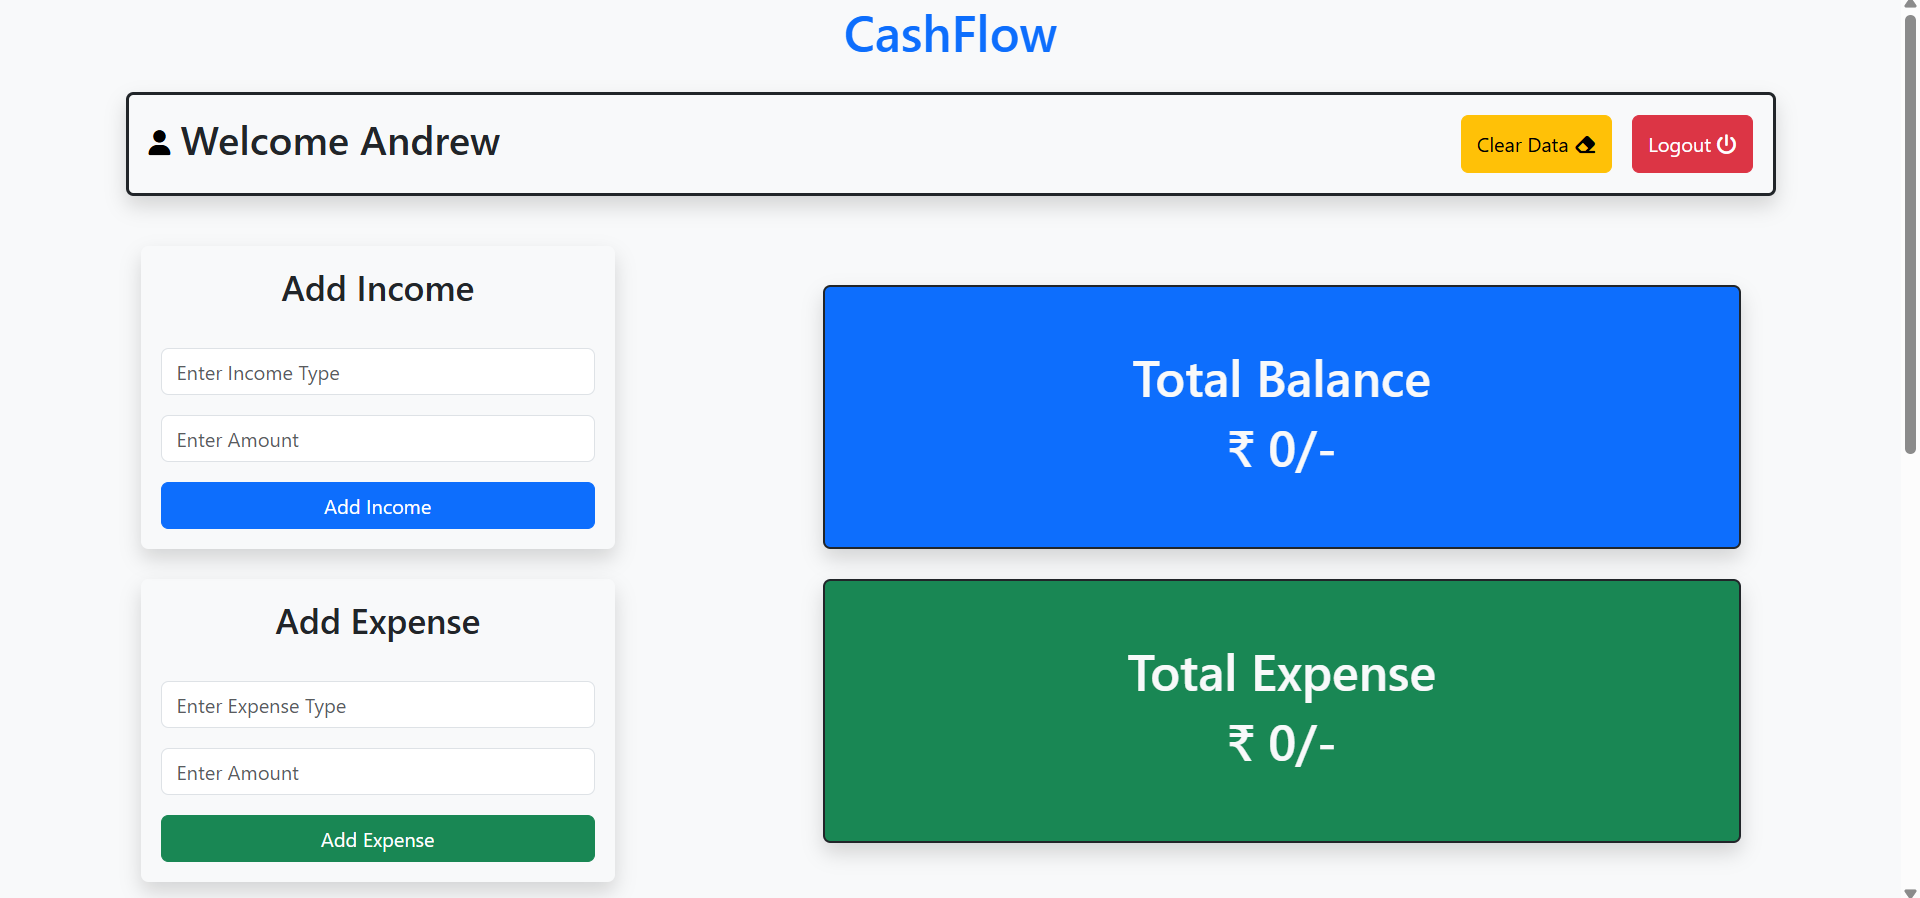 CashFlow
Welcome Andrew
Clear Data
Logout
Add Income
Enter Income Type
Enter Amount
Add Income
Total Balance
₹ 0/-
Add Expense
Enter Expense Type
Enter Amount
Add Expense
Total Expense
₹ 0/-